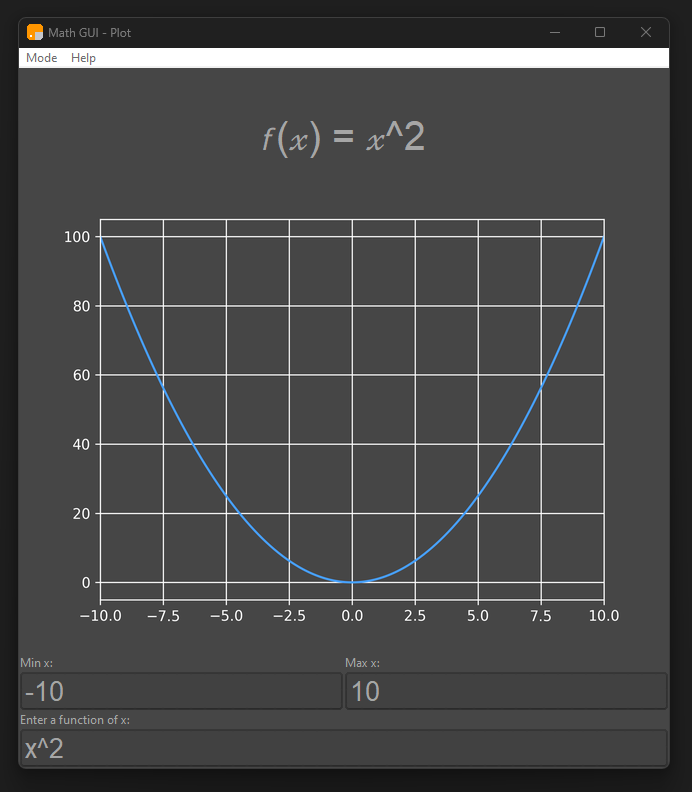 Math GUI - Plot
Mode Help
f(x) = x^2
100
80
60
40
20
0
−10.0 −7.5 −5.0 −2.5 0.0 2.5 5.0 7.5 10.0
Min x: Max x:
-10 10
Enter a function of x:
x^2